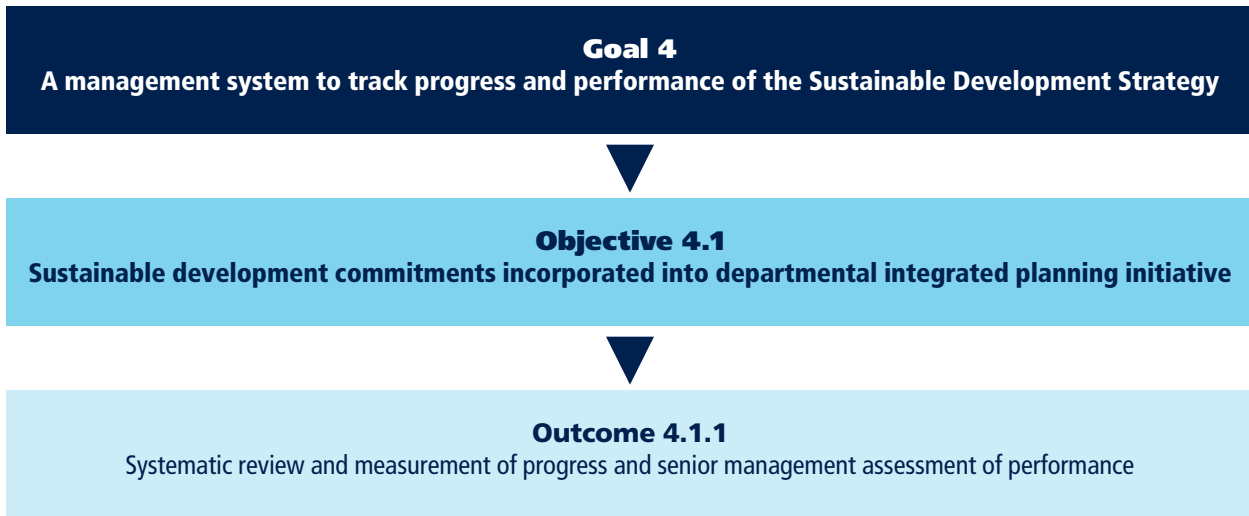 Goal 4
A management system to track progress and performance of the Sustainable Development Strategy
Objective 4.1
Sustainable development commitments incorporated into departmental integrated planning initiative
Outcome 4.1.1
Systematic review and measurement of progress and senior management assessment of performance